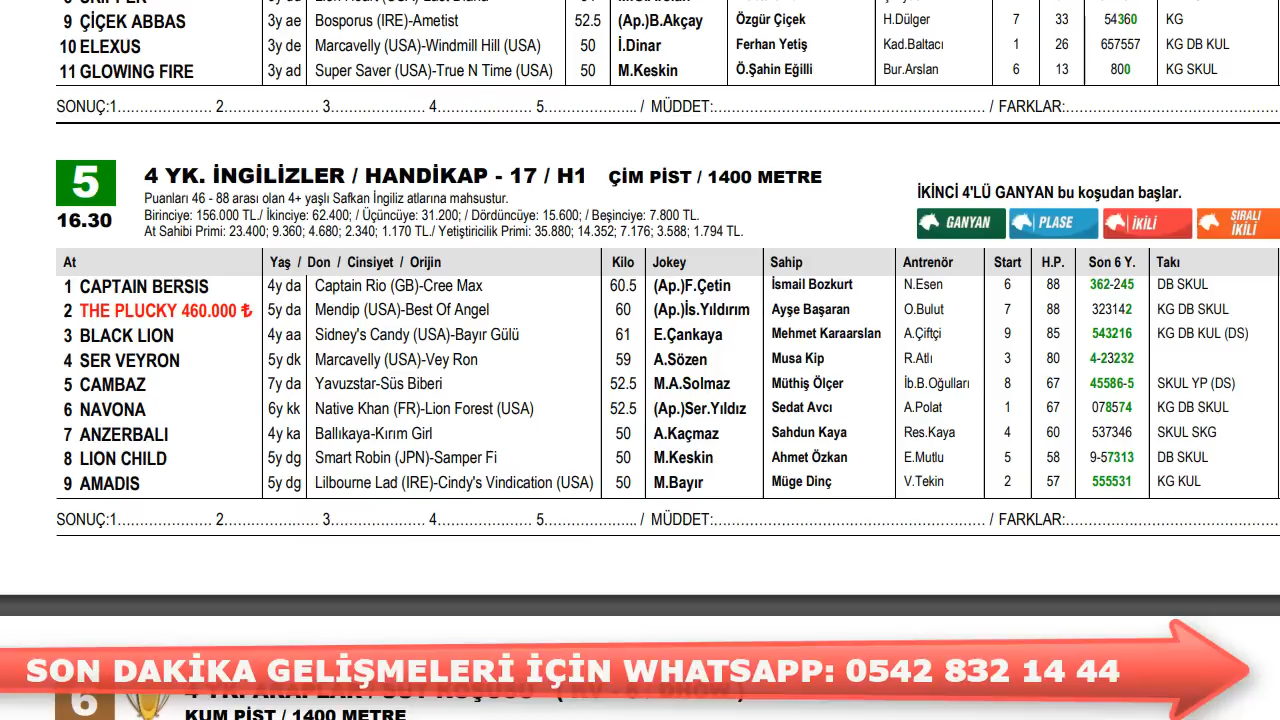 9 ÇİÇEK ABBAS 3y ae Bosporus (IRE)-Ametist 52.5 (Ap.)B.Akçay Özgür Çiçek H.Dülger 7 33 54360 KG
10 ELEXUS 3y de Marcavelly (USA)-Windmill Hill (USA) 50 İ.Dinar Ferhan Yetiş Kad.Baltacı 1 26 657557 KG DB KUL
11 GLOWING FIRE 3y ad Super Saver (USA)-True N Time (USA) 50 M.Keskin Ö.Şahin Eğilli Bur.Arslan 6 13 800 KG SKUL
SONUÇ:1..................... 2..................... 3..................... 4..................... 5..................... / MÜDDET:............................................................. / FARKLAR:................................................
5 4 YK. İNGİLİZLER / HANDİKAP - 17 / H1 ÇİM PİST / 1400 METRE
16.30
Puanları 46 - 88 arası olan 4+ yaşlı Safkan İngiliz atlarına mahsustur.
Birinciye: 156.000 TL./ İkinciye: 62.400; / Üçüncüye: 31.200; / Dördüncüye: 15.600; / Beşinciye: 7.800 TL.
At Sahibi Primi: 23.400; 9.360; 4.680; 2.340; 1.170 TL./ Yetiştiricilik Primi: 35.880; 14.352; 7.176; 3.588; 1.794 TL.
İKİNCİ 4'LÜ GANYAN bu koşudan başlar.
GANYAN PLASE İKİLİ SIRALI İKİLİ
At Yaş / Don / Cinsiyet / Orijin Kilo Jokey Sahip Antrenör Start H.P. Son 6 Y. Takı
1 CAPTAIN BERSIS 4y da Captain Rio (GB)-Cree Max 60.5 (Ap.)F.Çetin İsmail Bozkurt N.Esen 6 88 362-245 DB SKUL
2 THE PLUCKY 460.000 ₺ 5y da Mendip (USA)-Best Of Angel 60 (Ap.)İs.Yıldırım Ayşe Başaran O.Bulut 7 88 323142 KG DB SKUL
3 BLACK LION 4y aa Sidney's Candy (USA)-Bayır Gülü 61 E.Çankaya Mehmet Karaarslan A.Çiftçi 9 85 543216 KG DB KUL (DS)
4 SER VEYRON 5y dk Marcavelly (USA)-Vey Ron 59 A.Sözen Musa Kip R.Atlı 3 80 4-23232
5 CAMBAZ 7y da Yavuzstar-Süs Biberi 52.5 M.A.Solmaz Müthiş Ölçer İb.B.Oğulları 8 67 45586-5 SKUL YP (DS)
6 NAVONA 6y kk Native Khan (FR)-Lion Forest (USA) 52.5 (Ap.)Ser.Yıldız Sedat Avcı A.Polat 1 67 078574 KG DB SKUL
7 ANZERBALI 4y ka Ballıkaya-Kırım Girl 50 A.Kaçmaz Sahdun Kaya Res.Kaya 4 60 537346 SKUL SKG
8 LION CHILD 5y dg Smart Robin (JPN)-Samper Fi 50 M.Keskin Ahmet Özkan E.Mutlu 5 58 9-57313 DB SKUL
9 AMADIS 5y dg Lilbourne Lad (IRE)-Cindy's Vindication (USA) 50 M.Bayır Müge Dinç V.Tekin 2 57 555531 KG KUL
SONUÇ:1..................... 2..................... 3..................... 4..................... 5..................... / MÜDDET:............................................................. / FARKLAR:................................................
SON DAKİKA GELİŞMELERİ İÇİN WHATSAPP: 0542 832 14 44
6
KUM PİST / 1400 METRE